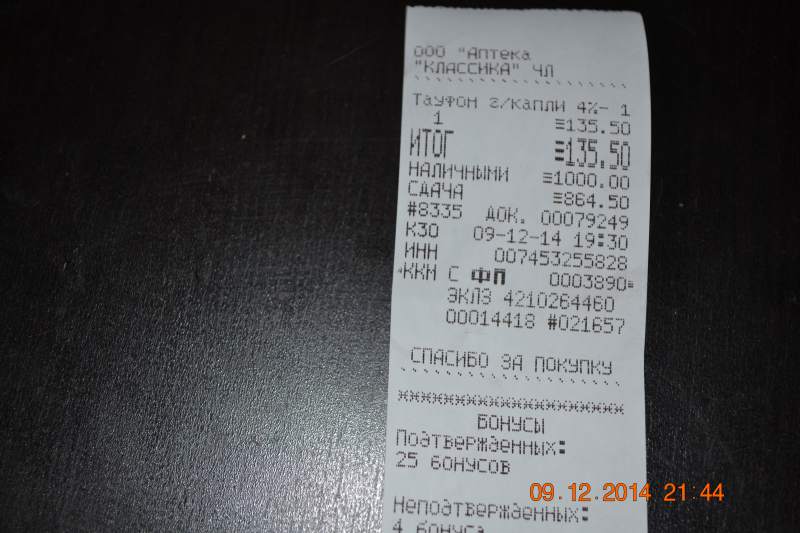 ООО "Аптека
"КЛАССИКА" ЧЛ
Тауфон г/капли 4%- 1
1 ≡135.50
ИТОГ ≡135.50
НАЛИЧНЫМИ ≡1000.00
СДАЧА ≡864.50
#8335 ДОК. 00079249
К30 09-12-14 19:30
ИНН 007453255828
*ККМ С ФП 0003890≡
ЭКЛЗ 4210264460
00014418 #021657
СПАСИБО ЗА ПОКУПКУ
********************
БОНУСЫ
Подтвержденных:
25 бонусов
Неподтвержденных:
4 бонуса
09.12.2014 21:44